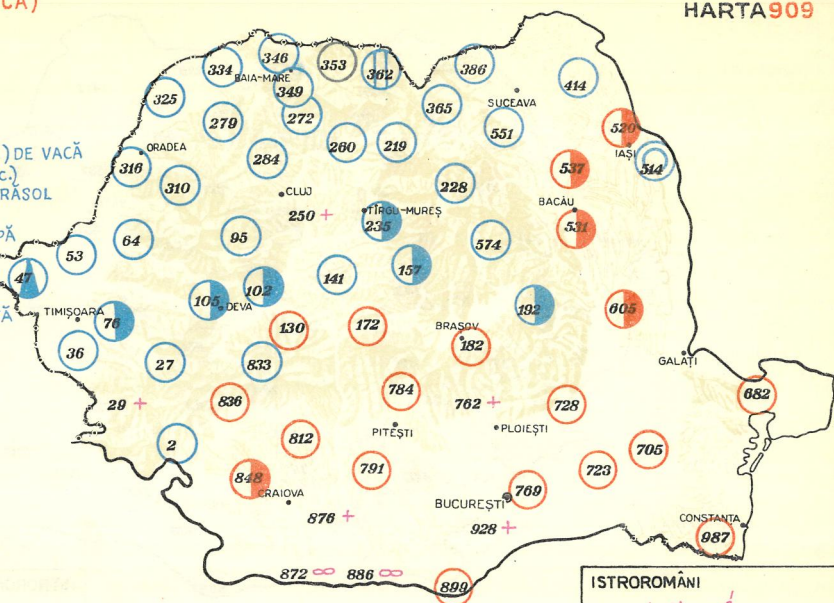 CĂ)
HARTA 909
346
334
353
362
386
BAIA-MARE
349
414
325
SUCEAVA
365
272
279
551
520
260
219
) DE VACĂ
ORADEA
IAȘI
c.)
316
284
537
514
RĂSOL
310
228
CLUJ
BACĂU
TÎRGU-MUREȘ
250 +
235
531
PĂ
64
95
574
53
157
47
141
102
105
DEVA
192
605
TIMIȘOARA
TĂ
76
130
172
BRAȘOV
182
36
27
833
GALAȚI
784
682
29 +
836
762 +
728
PITEȘTI
PLOIEȘTI
2
812
705
791
723
848
CRAIOVA
769
BUCUREȘTI
876 +
928 +
CONSTANȚA
987
872 ∞
886 ∞
899
ISTROROMÂNI